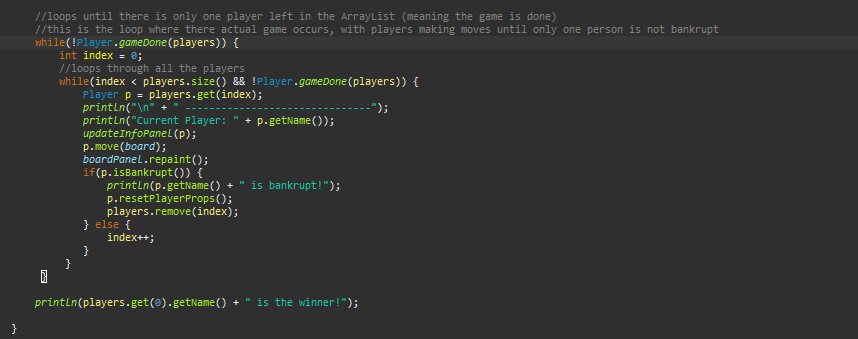 //loops until there is only one player left in the ArrayList (meaning the game is done)
//this is the loop where there actual game occurs, with players making moves until only one person is not bankrupt
while(!Player.gameDone(players)) {
int index = 0;
//loops through all the players
while(index < players.size() && !Player.gameDone(players)) {
Player p = players.get(index);
println("\n" + " -------------------------------");
println("Current Player: " + p.getName());
updateInfoPanel(p);
p.move(board);
boardPanel.repaint();
if(p.isBankrupt()) {
println(p.getName() + " is bankrupt!");
p.resetPlayerProps();
players.remove(index);
} else {
index++;
}
}
}
println(players.get(0).getName() + " is the winner!");
}